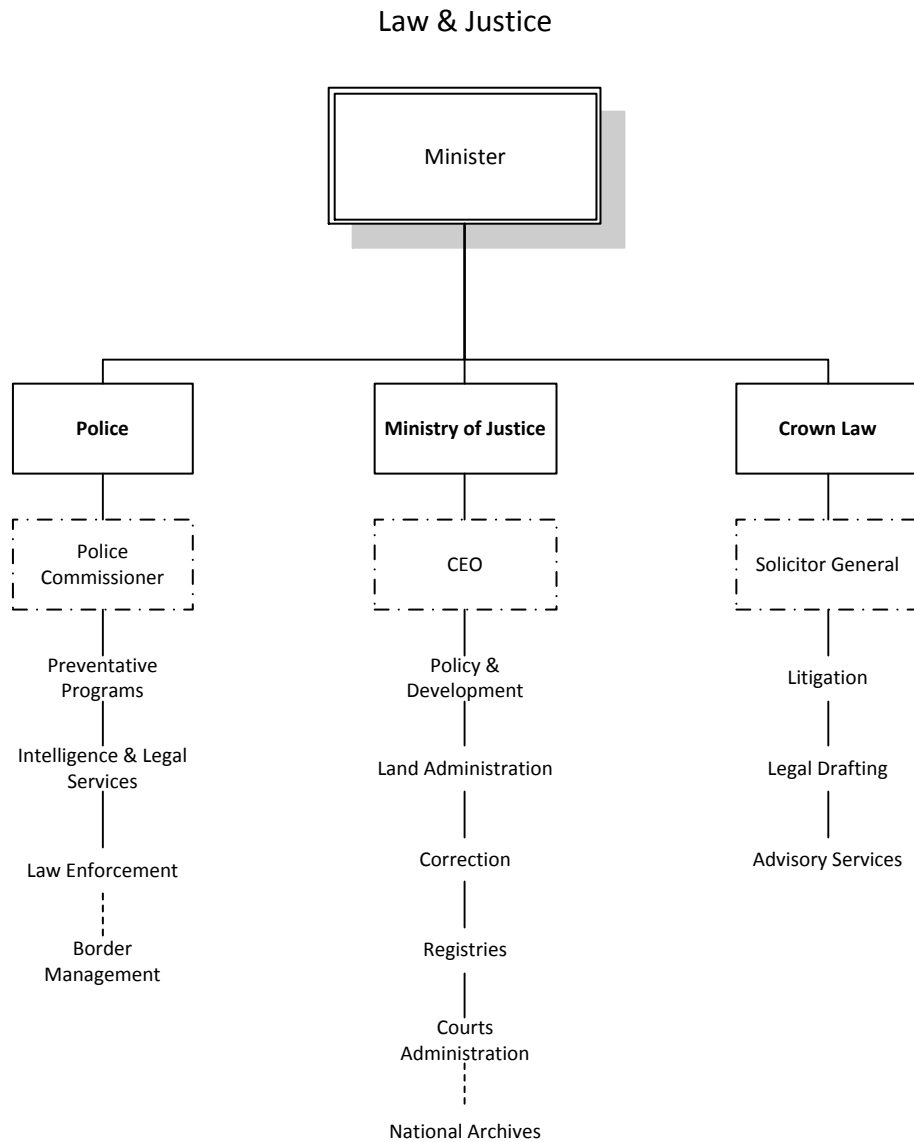 Law & Justice
Minister
Police
Ministry of Justice
Crown Law
Police
Commissioner
CEO
Solicitor General
Preventative
Programs
Policy &
Development
Litigation
Intelligence & Legal
Services
Land Administration
Legal Drafting
Law Enforcement
Correction
Advisory Services
Border
Management
Registries
Courts
Administration
National Archives